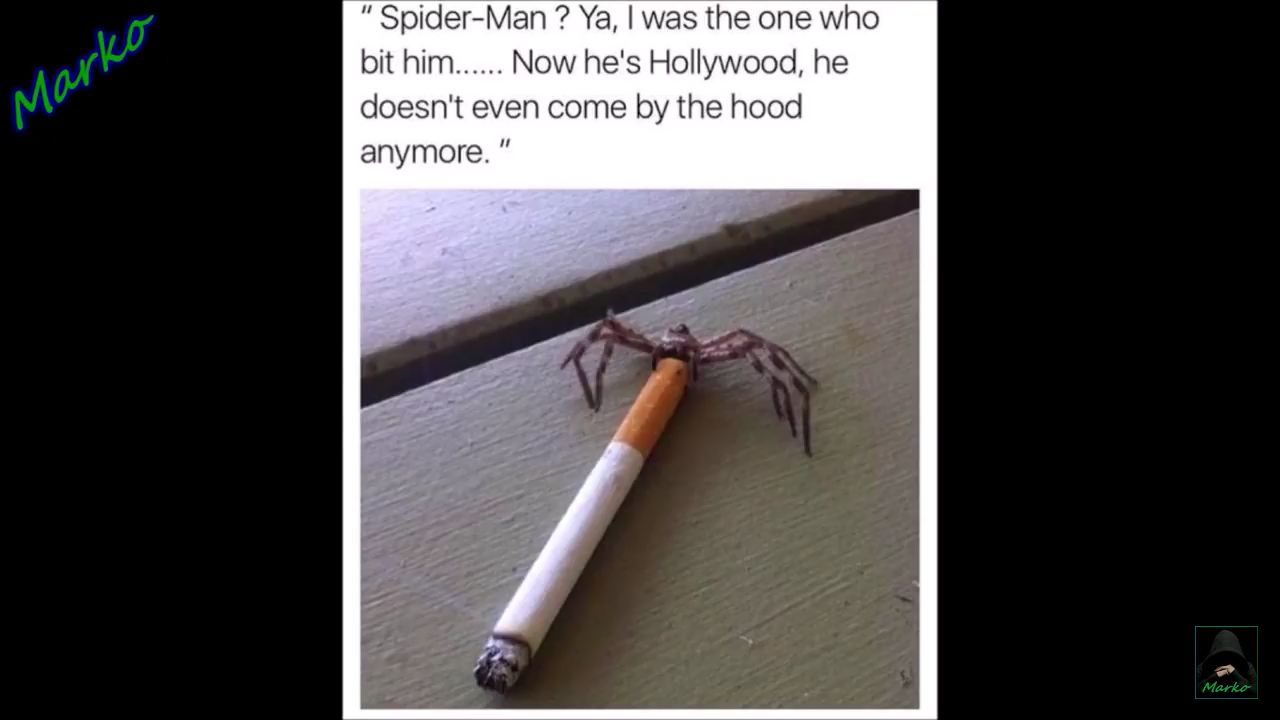 Marko
“ Spider-Man ? Ya, I was the one who
bit him...... Now he's Hollywood, he
doesn't even come by the hood
anymore. ”
Marko